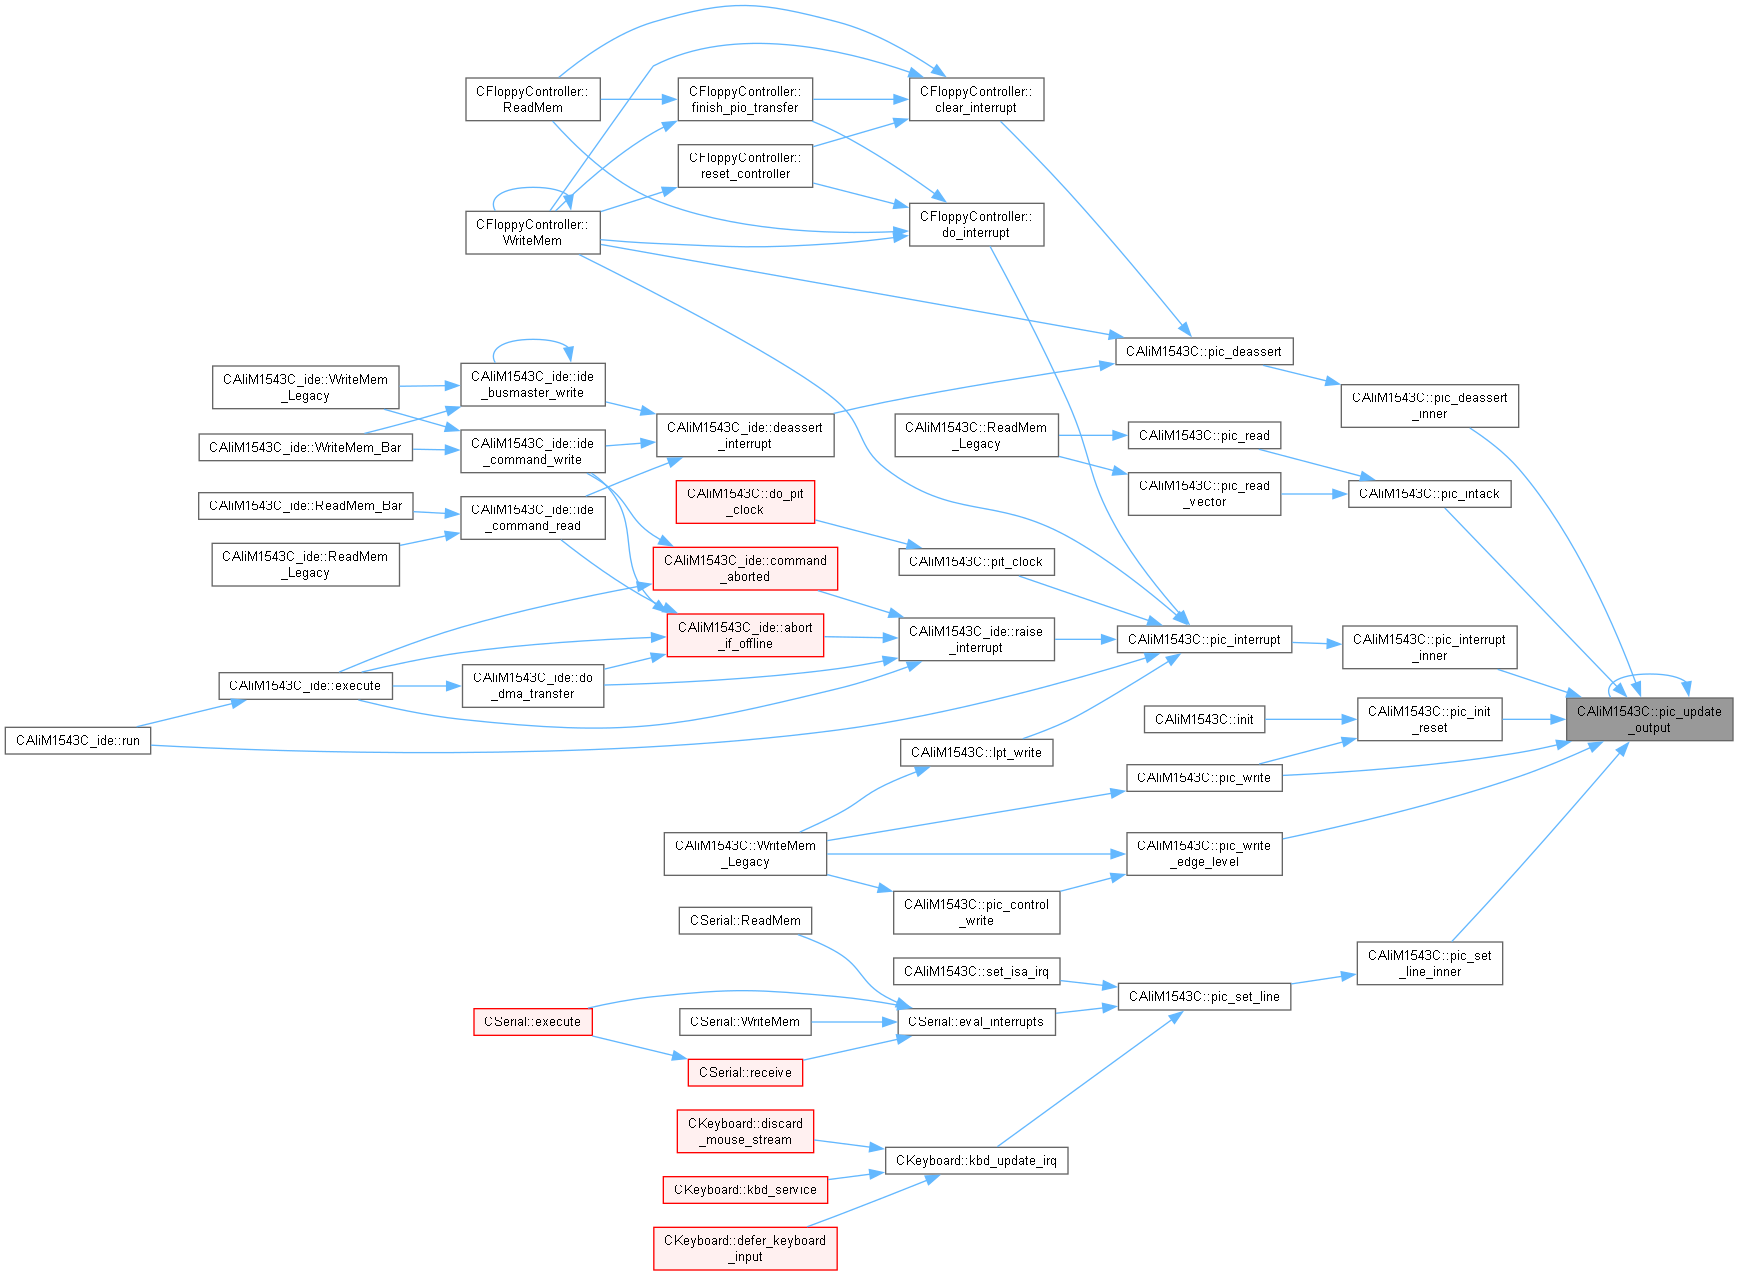 CFloppyController::
ReadMem
CFloppyController::
finish_pio_transfer
CFloppyController::
clear_interrupt
CFloppyController::
reset_controller
CFloppyController::
WriteMem
CFloppyController::
do_interrupt
CAliM1543C::pic_deassert
CAliM1543C_ide::WriteMem
_Legacy
CAliM1543C_ide::ide
_busmaster_write
CAliM1543C::pic_deassert
_inner
CAliM1543C_ide::WriteMem_Bar
CAliM1543C_ide::ide
_command_write
CAliM1543C_ide::deassert
_interrupt
CAliM1543C::ReadMem
_Legacy
CAliM1543C::pic_read
CAliM1543C_ide::ReadMem_Bar
CAliM1543C_ide::ide
_command_read
CAliM1543C::do_pit
_clock
CAliM1543C::pic_read
_vector
CAliM1543C::pic_intack
CAliM1543C_ide::ReadMem
_Legacy
CAliM1543C_ide::command
_aborted
CAliM1543C::pit_clock
CAliM1543C_ide::abort
_if_offline
CAliM1543C_ide::raise
_interrupt
CAliM1543C::pic_interrupt
CAliM1543C::pic_interrupt
_inner
CAliM1543C_ide::execute
CAliM1543C_ide::do
_dma_transfer
CAliM1543C_ide::run
CAliM1543C::init
CAliM1543C::pic_init
_reset
CAliM1543C::pic_update
_output
CAliM1543C::lpt_write
CAliM1543C::pic_write
CAliM1543C::WriteMem
_Legacy
CAliM1543C::pic_write
_edge_level
CAliM1543C::pic_control
_write
CSerial::ReadMem
CAliM1543C::set_isa_irq
CAliM1543C::pic_set
_line_inner
CAliM1543C::pic_set_line
CSerial::execute
CSerial::WriteMem
CSerial::eval_interrupts
CSerial::receive
CKeyboard::discard
_mouse_stream
CKeyboard::kbd_update_irq
CKeyboard::kbd_service
CKeyboard::defer_keyboard
_input